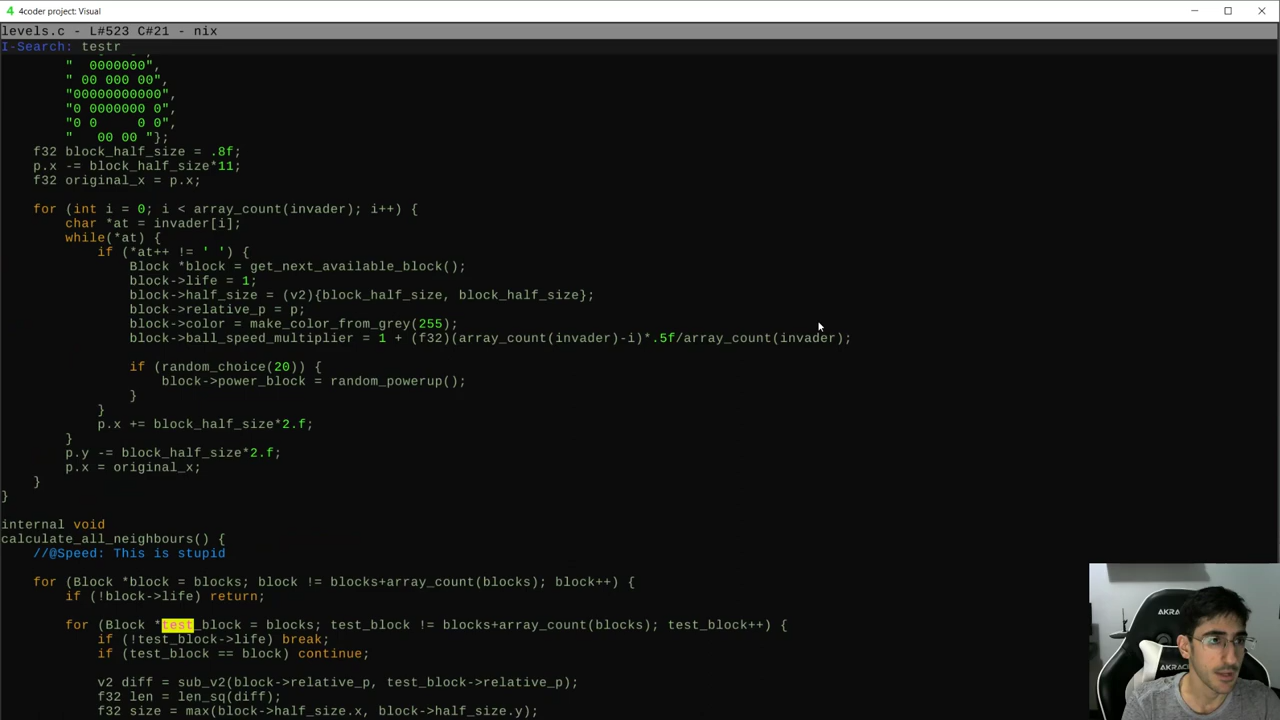 4 4coder project: Visual
levels.c - L#523 C#21 - nix
I-Search: testr
"  0000000",
" 00 000 00",
"00000000000",
"0 0000000 0",
"0 0     0 0",
"   00 00 "};
f32 block_half_size = .8f;
p.x -= block_half_size*11;
f32 original_x = p.x;
for (int i = 0; i < array_count(invader); i++) {
char *at = invader[i];
while(*at) {
if (*at++ != ' ') {
Block *block = get_next_available_block();
block->life = 1;
block->half_size = (v2){block_half_size, block_half_size};
block->relative_p = p;
block->color = make_color_from_grey(255);
block->ball_speed_multiplier = 1 + (f32)(array_count(invader)-i)*.5f/array_count(invader);
if (random_choice(20)) {
block->power_block = random_powerup();
}
}
p.x += block_half_size*2.f;
}
p.y -= block_half_size*2.f;
p.x = original_x;
}
}
internal void
calculate_all_neighbours() {
//@Speed: This is stupid
for (Block *block = blocks; block != blocks+array_count(blocks); block++) {
if (!block->life) return;
for (Block *test_block = blocks; test_block != blocks+array_count(blocks); test_block++) {
if (!test_block->life) break;
if (test_block == block) continue;
v2 diff = sub_v2(block->relative_p, test_block->relative_p);
f32 len = len_sq(diff);
f32 size = max(block->half_size.x, block->half_size.y);